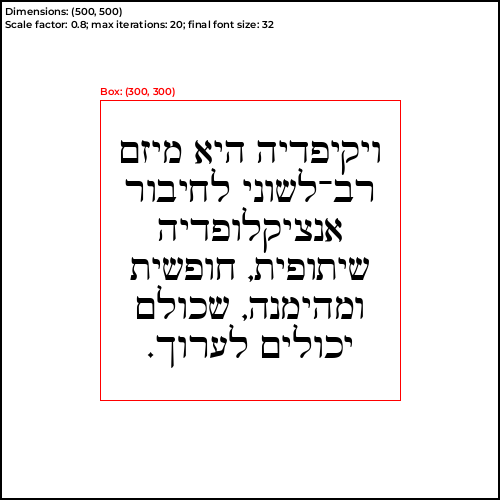 Dimensions: (500, 500)
Scale factor: 0.8; max iterations: 20; final font size: 32
Box: (300, 300)
ויקיפדיה היא מיזם
רב־לשוני לחיבור
אנציקלופדיה
שיתופית, חופשית
ומהימנה, שכולם
יכולים לערוך.